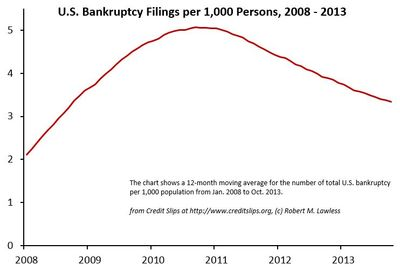 U.S. Bankruptcy Filings per 1,000 Persons, 2008 - 2013
5
4
3
2
1
0
The chart shows a 12-month moving average for the number of total U.S. bankruptcy
per 1,000 population from Jan. 2008 to Oct. 2013.
from Credit Slips at http://www.creditslips.org, (c) Robert M. Lawless
2008 2009 2010 2011 2012 2013